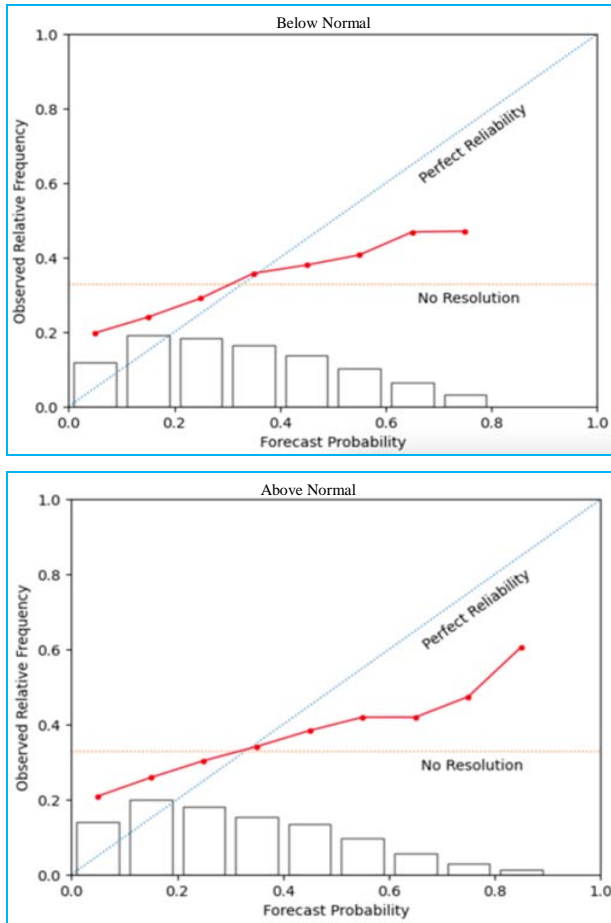 Below Normal
1.0
0.8
0.6
0.4
0.2
0.0
Observed Relative Frequency
Perfect Reliability
No Resolution
0.0 0.2 0.4 0.6 0.8 1.0
Forecast Probability
Above Normal
1.0
0.8
0.6
0.4
0.2
0.0
Observed Relative Frequency
Perfect Reliability
No Resolution
0.0 0.2 0.4 0.6 0.8 1.0
Forecast Probability